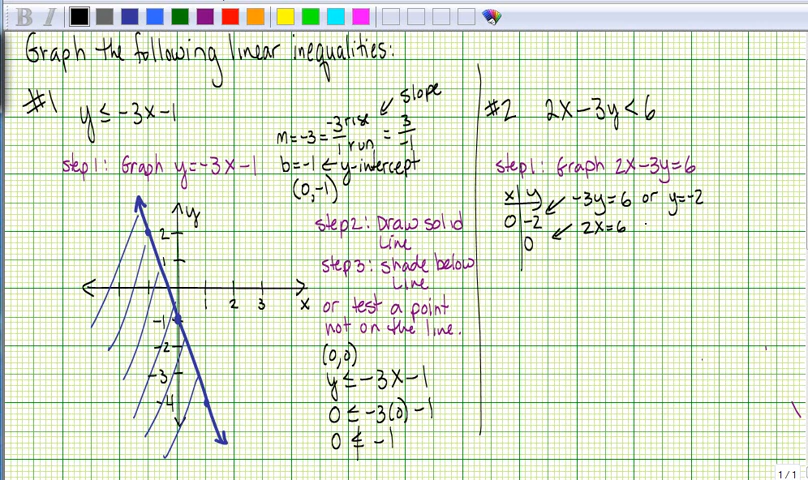 B I
Graph the following linear inequalities:
#1 y ≤ -3x-1
m=-3= -3 rise / 1 run = 3/-1 ↙ slope
step1: Graph y=-3x-1
b=-1 ← y-intercept
(0,-1)
y
2
1
1 2 3 x
-1
-2
-3
-4
step2: Draw solid
Line
step3: shade below
Line
or test a point
not on the line.
(0,0)
y ≤ -3x-1
0 ≤ -3(0)-1
0 ≰ -1
#2 2x-3y<6
step1: Graph 2x-3y=6
x | y
0 | -2 ↙ -3y=6 or y=-2
0 ↙ 2x=6
1/1